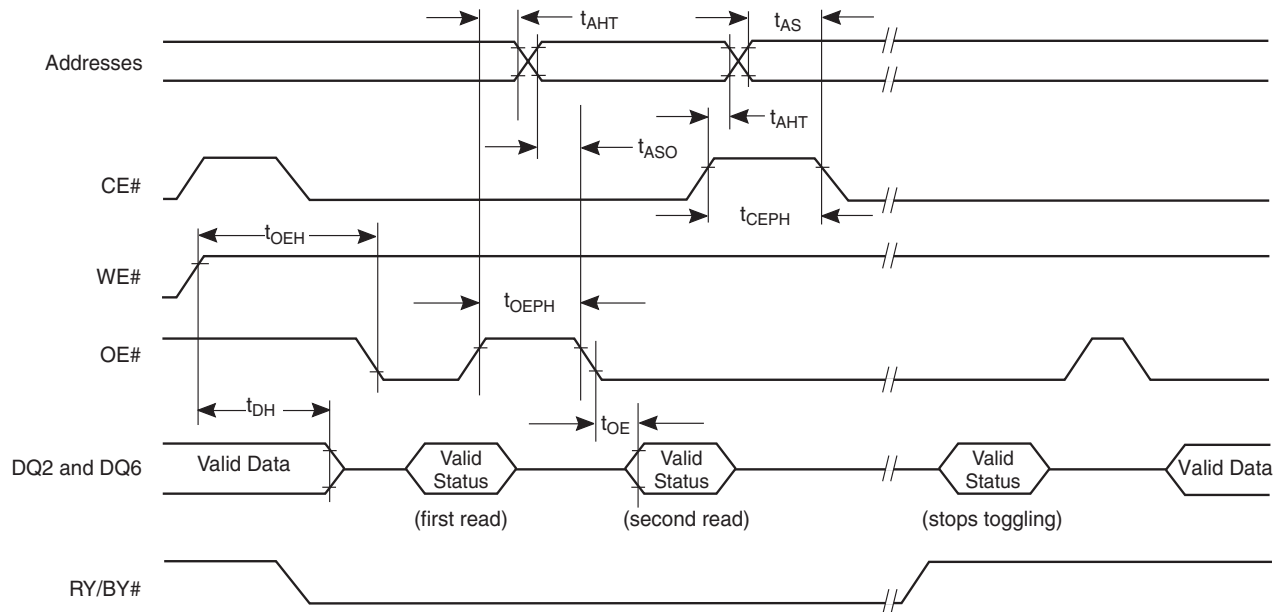 tAHT
tAS
Addresses
tAHT
tASO
CE#
tCEPH
tOEH
WE#
tOEPH
OE#
tDH
tOE
DQ2 and DQ6
Valid Data
Valid
Status
Valid
Status
Valid
Status
Valid Data
(first read)
(second read)
(stops toggling)
RY/BY#